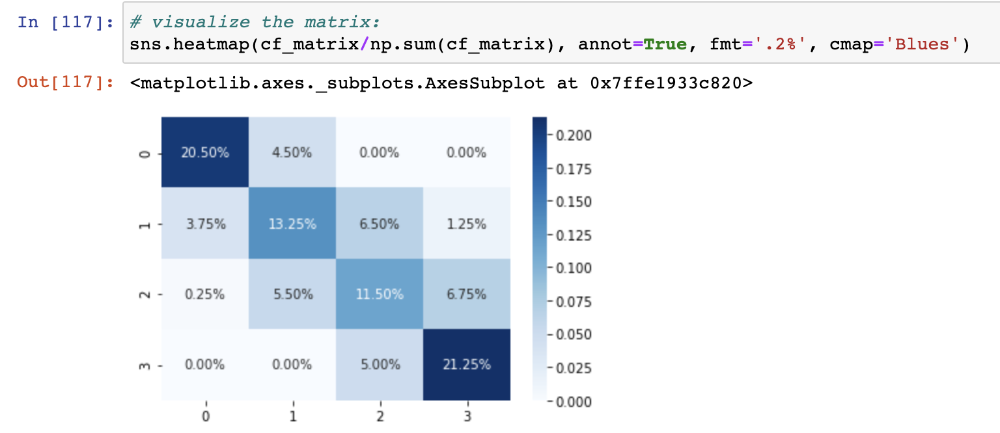 In [117]: # visualize the matrix:
sns.heatmap(cf_matrix/np.sum(cf_matrix), annot=True, fmt='.2%', cmap='Blues')
Out[117]: <matplotlib.axes._subplots.AxesSubplot at 0x7ffe1933c820>
0 20.50% 4.50% 0.00% 0.00%
1 3.75% 13.25% 6.50% 1.25%
2 0.25% 5.50% 11.50% 6.75%
3 0.00% 0.00% 5.00% 21.25%
0 1 2 3
0.200
0.175
0.150
0.125
0.100
0.075
0.050
0.025
0.000